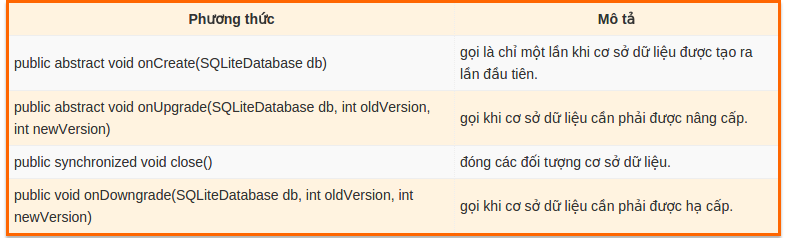 Phương thức
Mô tả
public abstract void onCreate(SQLiteDatabase db)
gọi là chỉ một lần khi cơ sở dữ liệu được tạo ra
lần đầu tiên.
public abstract void onUpgrade(SQLiteDatabase db, int oldVersion,
int newVersion)
gọi khi cơ sở dữ liệu cần phải được nâng cấp.
public synchronized void close()
đóng các đối tượng cơ sở dữ liệu.
public void onDowngrade(SQLiteDatabase db, int oldVersion, int
newVersion)
gọi khi cơ sở dữ liệu cần phải được hạ cấp.